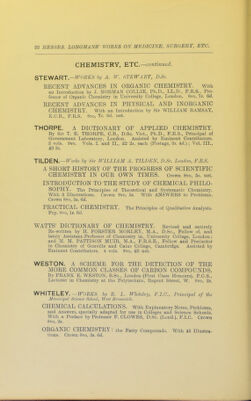 20 MESSRS. LONGMANS' WORKS ON MEDICINE, SURGERY, ETC.
CHEMISTRY, ETC.—continued.
STEWART.—WORKS by A. W. STEWART, D.Sc.
RECENT ADVANCES IN ORGANIC CHEMISTRY. With
an Introduction by J. NORMAN COLLIE, Ph.D., LL.D., F.R.S., Pro-
fessor of Organic Chemistry in University College, London. 8vo, 7s. 6d.
RECENT ADVANCES IN PHYSICAL AND INORGANIC
CHEMISTRY. With an Introduction by Sir WILLIAM RAMSAY,
K.C.B., F.R.S. 8vo, 7s. 6d. net.
THORPE. A DICTIONARY OF APPLIED CHEMISTRY.
By Sir T. E. THORPE, C.B., D.Sc. Vict., Ph.D., F.R.S., Principal of
Government Laboratory, London. Assisted by Eminent Contributors.
3 vols. 8vo. Vols. I. and II., £2 2s. each (Postage, 5s. 4d.); Vol. III.,
£3 3s.
TILDEN.—Works by Sir WILLIAM A. TILDEN, D.Sc. London, F.R.S.
A SHORT HISTORY OF THE PROGRESS OF SCIENTIFIC
CHEMISTRY IN OUR OWN TIMES. Crown 8vo, 5s. net.
INTRODUCTION TO THE STUDY OF CHEMICAL PHILO-
SOPHY. The Principles of Theoretical and Systematic Chemistry.
With 5 Illustrations. Crown 8vo, 5s. With ANSWERS to Problems.
Crown 8vo, 5s. 6d.
PRACTICAL CHEMISTRY. The Principles of Qualitative Analysis.
Fcp. 8vo, 1s. 6d.
WATTS' DICTIONARY OF CHEMISTRY. Revised and entirely
Re-written by H. FORSTER MORLEY, M.A., D.Sc., Fellow of, and
lately Assistant-Professor of Chemistry in, University College, London;
and M. M. PATTISON MUIR, M.A., F.R.S.E., Fellow and Prælector
in Chemistry of Gonville and Caius College, Cambridge. Assisted by
Eminent Contributors. 4 vols. 8vo, £5 net.
WESTON. A SCHEME FOR THE DETECTION OF THE
MORE COMMON CLASSES OF CARBON COMPOUNDS.
By FRANK E. WESTON, B.Sc., London (First Class Honours), F.C.S.,
Lecturer in Chemistry at the Polytechnic, Regent Street, W. 8vo, 2s.
WHITELEY.—WORKS by R. L. Whiteley, F.I.C., Principal of the
Municipal Science School, West Bromwich.
CHEMICAL CALCULATIONS. With Explanatory Notes, Problems,
and Answers, specially adapted for use in Colleges and Science Schools.
With a Preface by Professor F. CLOWES, D.Sc. (Lond.), F.I.C. Crown
8vo, 2s.
ORGANIC CHEMISTRY: the Fatty Compounds. With 45 Illustra-
tions. Crown 8vo, 3s. 6d.